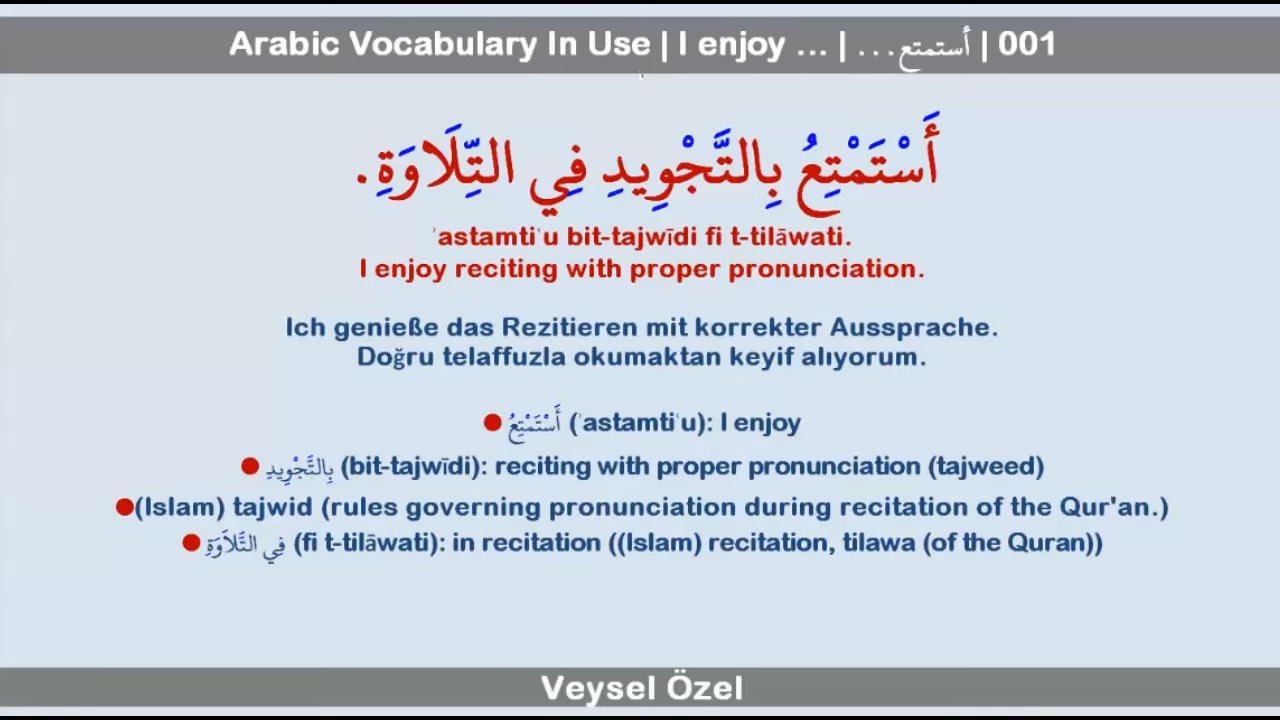 Arabic Vocabulary In Use | I enjoy ... | أستمتع... | 001
أَسْتَمْتِعُ بِالتَّجْوِيدِ فِي التِّلَاوَةِ.
ʾastamtiʿu bit-tajwīdi fi t-tilāwati.
I enjoy reciting with proper pronunciation.
Ich genieße das Rezitieren mit korrekter Aussprache.
Doğru telaffuzla okumaktan keyif alıyorum.
● أَسْتَمْتِعُ (ʾastamtiʿu): I enjoy
● بِالتَّجْوِيدِ (bit-tajwīdi): reciting with proper pronunciation (tajweed)
●(Islam) tajwid (rules governing pronunciation during recitation of the Qur'an.)
● فِي التَّلَاوَةِ (fi t-tilāwati): in recitation ((Islam) recitation, tilawa (of the Quran))
Veysel Özel